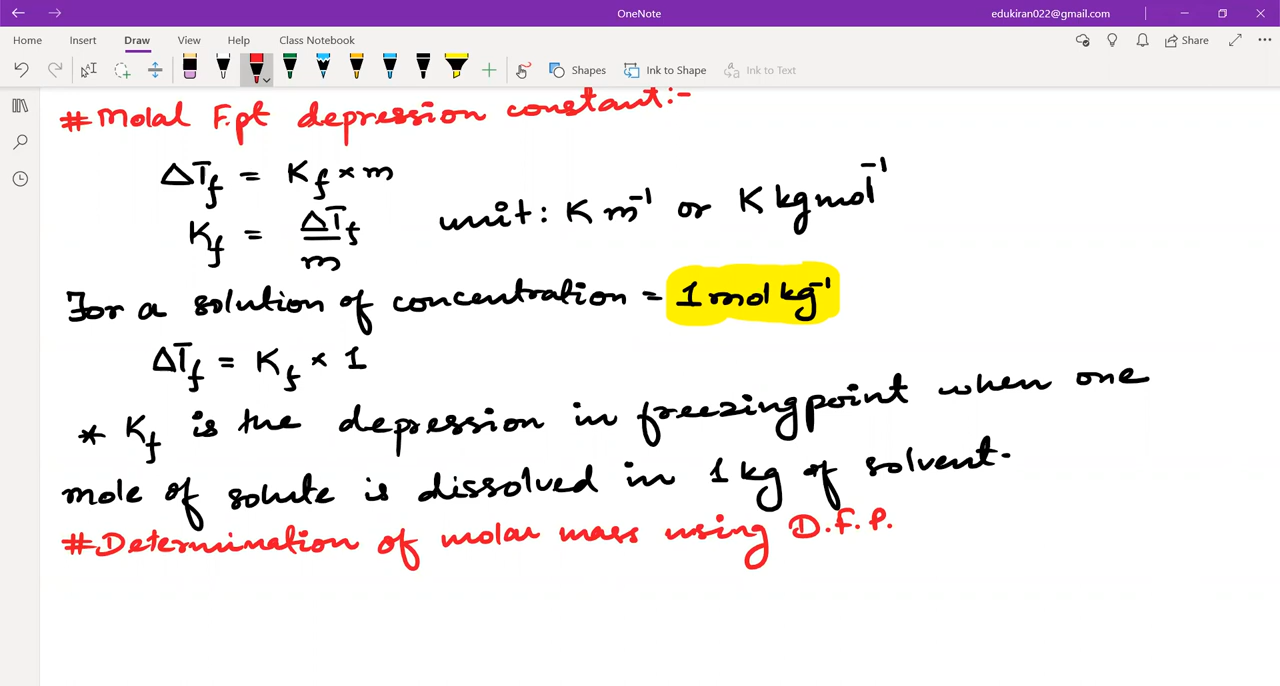 OneNote
edukiran022@gmail.com
Home Insert Draw View Help Class Notebook
Share
Shapes Ink to Shape Ink to Text
# Molal F.pt depression constant:-
ΔTf = Kf × m
Kf = ΔTf / m unit: K m⁻¹ or K kg mol⁻¹
For a solution of concentration = 1 mol kg⁻¹
ΔTf = Kf × 1
* Kf is the depression in freezing point when one
mole of solute is dissolved in 1 kg of solvent.
# Determination of molar mass using D.F.P.